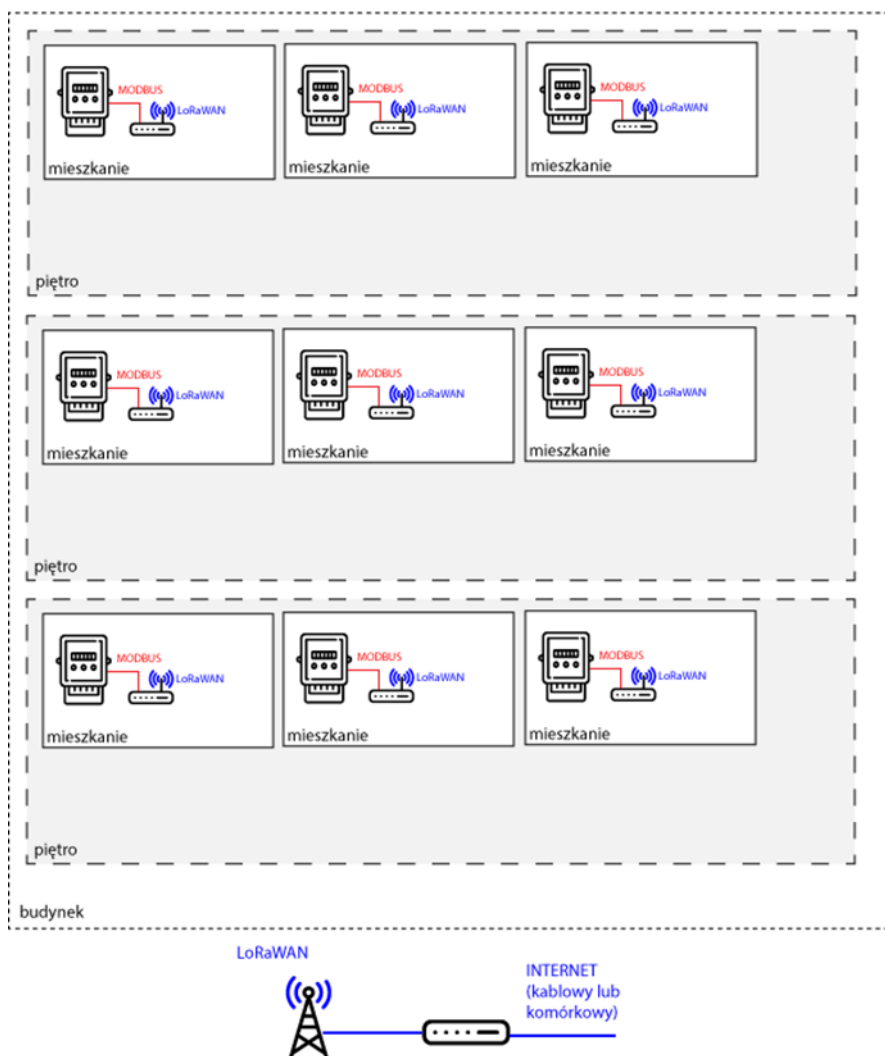 MODBUS
LoRaWAN
mieszkanie
MODBUS
LoRaWAN
mieszkanie
MODBUS
LoRaWAN
mieszkanie
piętro
MODBUS
LoRaWAN
mieszkanie
MODBUS
LoRaWAN
mieszkanie
MODBUS
LoRaWAN
mieszkanie
piętro
MODBUS
LoRaWAN
mieszkanie
MODBUS
LoRaWAN
mieszkanie
MODBUS
LoRaWAN
mieszkanie
piętro
budynek
LoRaWAN
INTERNET
(kablowy lub
komórkowy)